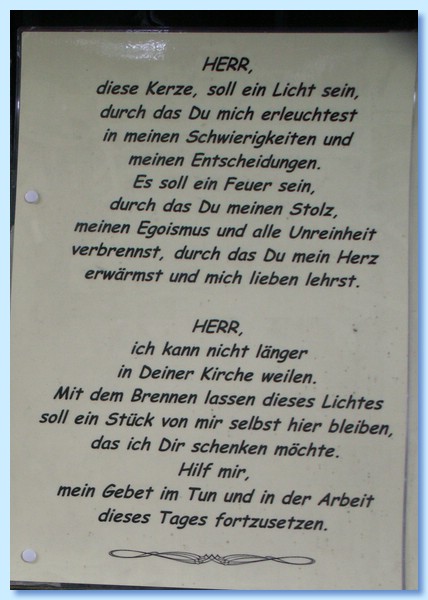 HERR,
diese Kerze, soll ein Licht sein,
durch das Du mich erleuchtest
in meinen Schwierigkeiten und
meinen Entscheidungen.
Es soll ein Feuer sein,
durch das Du meinen Stolz,
meinen Egoismus und alle Unreinheit
verbrennst, durch das Du mein Herz
erwärmst und mich lieben lehrst.
HERR,
ich kann nicht länger
in Deiner Kirche weilen.
Mit dem Brennen lassen dieses Lichtes
soll ein Stück von mir selbst hier bleiben,
das ich Dir schenken möchte.
Hilf mir,
mein Gebet im Tun und in der Arbeit
dieses Tages fortzusetzen.